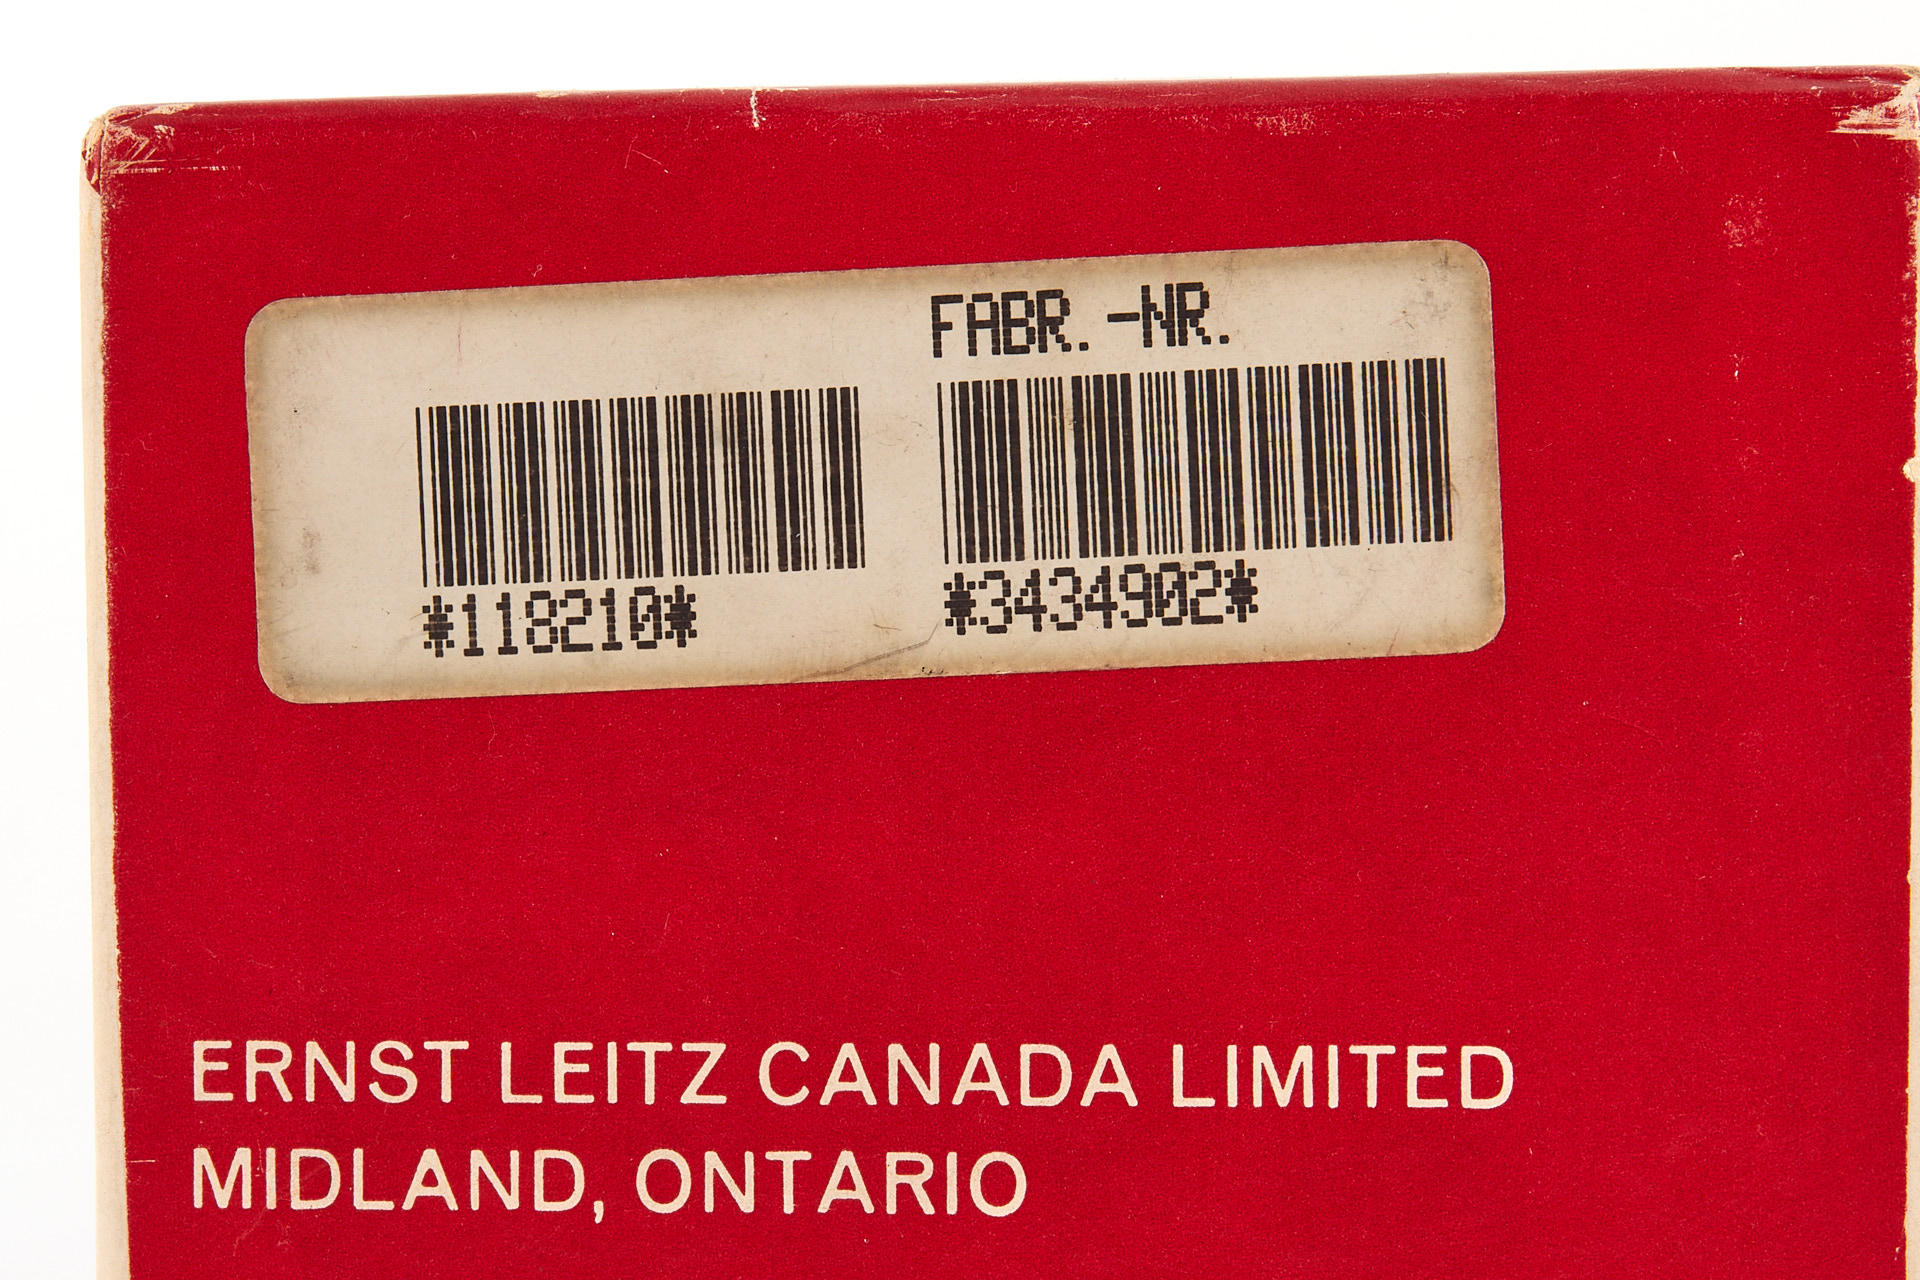 FABR.-NR.
*118210* *3434902*
ERNST LEITZ CANADA LIMITED
MIDLAND, ONTARIO